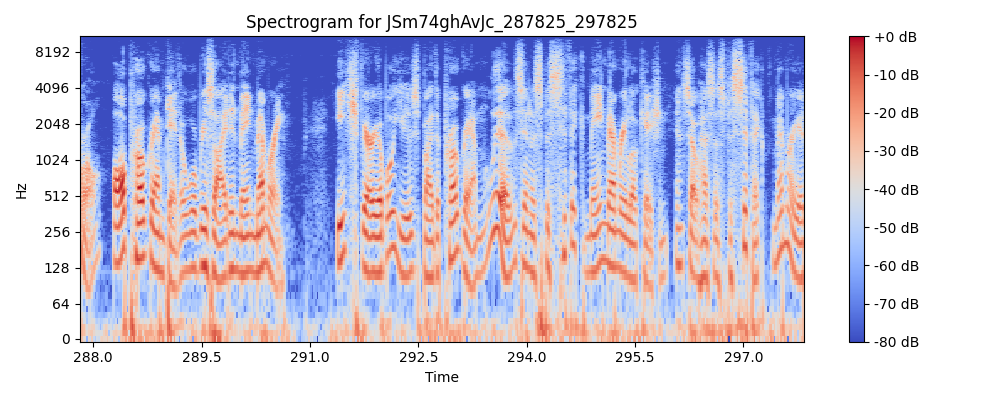 Spectrogram for JSm74ghAvJc_287825_297825
8192
4096
2048
1024
512
256
128
64
0
Hz
288.0 289.5 291.0 292.5 294.0 295.5 297.0
Time
+0 dB
-10 dB
-20 dB
-30 dB
-40 dB
-50 dB
-60 dB
-70 dB
-80 dB